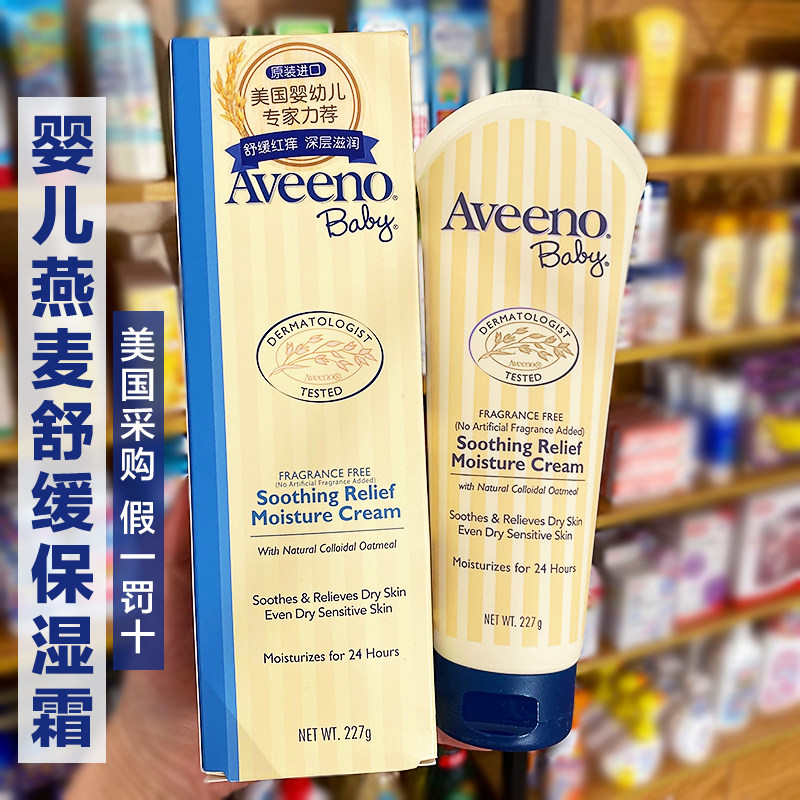 婴儿燕麦舒缓保湿霜
美国采购 假一罚十
原装进口
美国婴幼儿
专家力荐
舒缓红痒 深层滋润
Aveeno®
Baby®
DERMATOLOGIST
Aveeno®
TESTED
FRAGRANCE FREE
(No Artificial Fragrance Added)
Soothing Relief
Moisture Cream
With Natural Colloidal Oatmeal
Soothes & Relieves Dry Skin
Even Dry Sensitive Skin
Moisturizes for 24 Hours
NET WT. 227g
Aveeno®
Baby®
DERMATOLOGIST
Aveeno®
TESTED
FRAGRANCE FREE
(No Artificial Fragrance Added)
Soothing Relief
Moisture Cream
with Natural Colloidal Oatmeal
Soothes & Relieves Dry Skin
Even Dry Sensitive Skin
Moisturizes for 24 Hours
NET WT. 227g